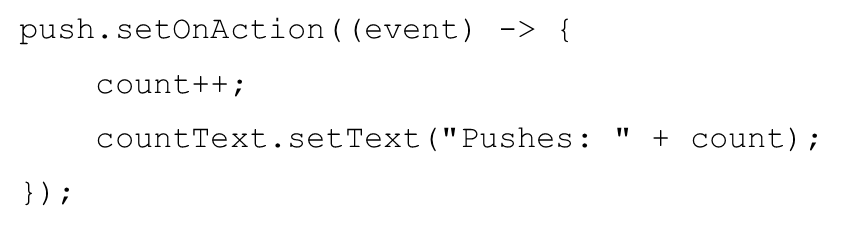 push.setOnAction((event) -> {
    count++;
    countText.setText("Pushes: " + count);
});